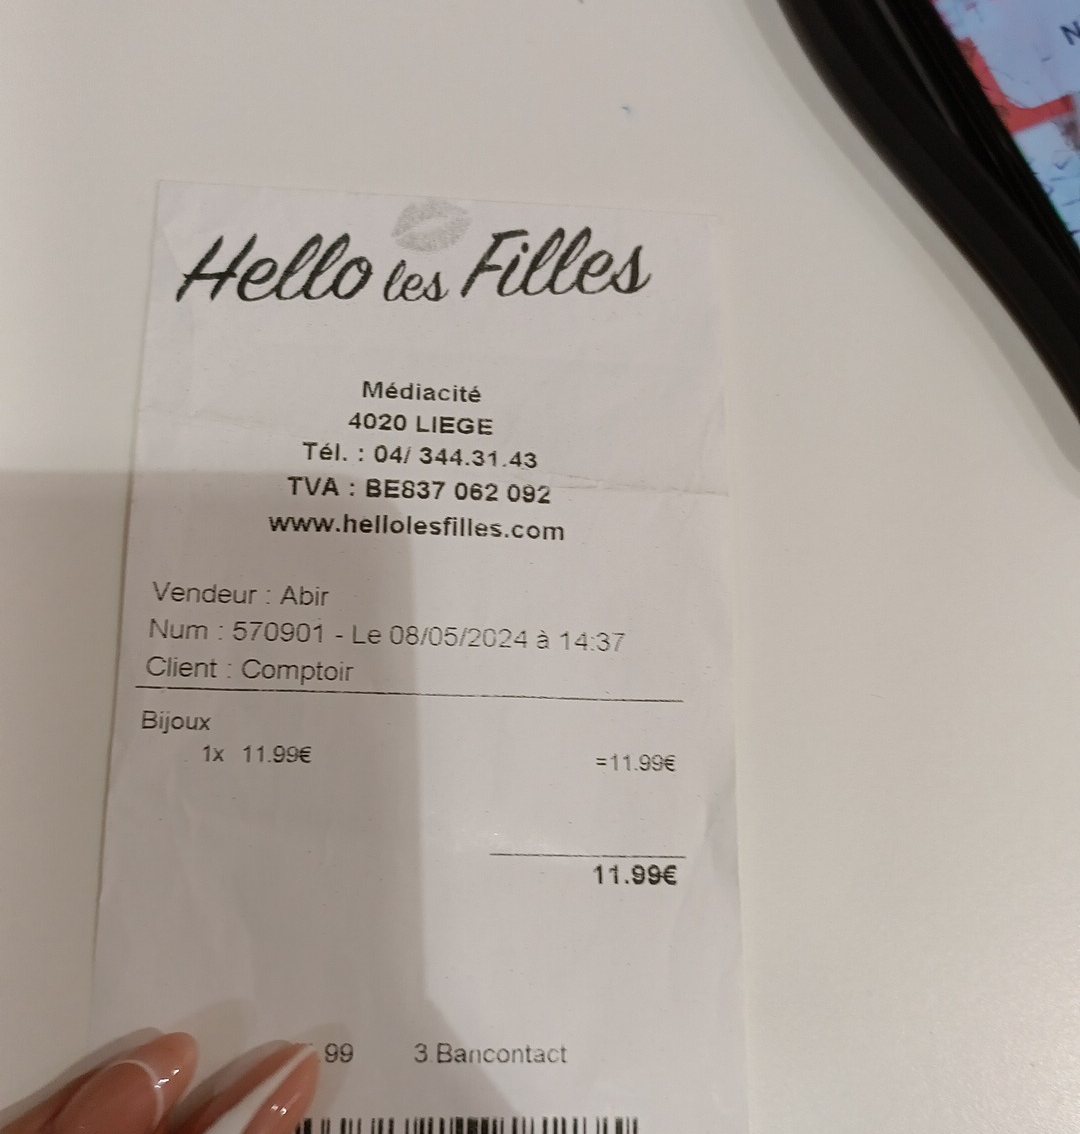 Hello les Filles
Médiacité
4020 LIEGE
Tél. : 04/ 344.31.43
TVA : BE837 062 092
www.hellolesfilles.com
Vendeur : Abir
Num : 570901 - Le 08/05/2024 à 14:37
Client : Comptoir
Bijoux
1x 11.99€ =11.99€
11.99€
99 3 Bancontact